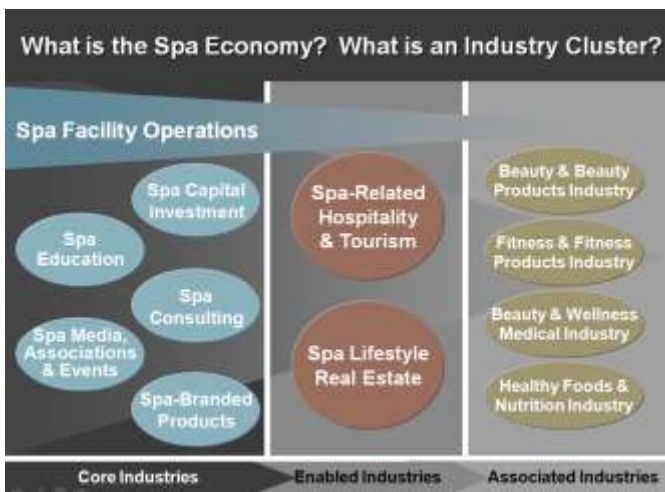 What is the Spa Economy? What is an Industry Cluster?
Spa Facility Operations
Spa Capital
Investment
Spa
Education
Spa
Consulting
Spa Media,
Associations
& Events
Spa-Branded
Products
Spa-Related
Hospitality
& Tourism
Spa Lifestyle
Real Estate
Beauty & Beauty
Products Industry
Fitness & Fitness
Products Industry
Beauty & Wellness
Medical Industry
Healthy Foods &
Nutrition Industry
Core Industries
Enabled Industries
Associated Industries